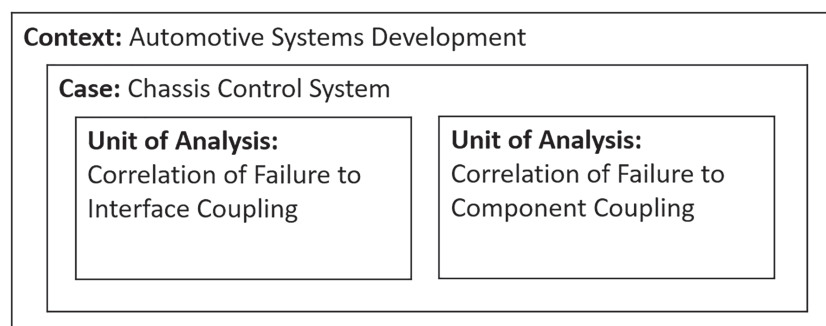 Context: Automotive Systems Development
Case: Chassis Control System
Unit of Analysis:
Correlation of Failure to
Interface Coupling
Unit of Analysis:
Correlation of Failure to
Component Coupling